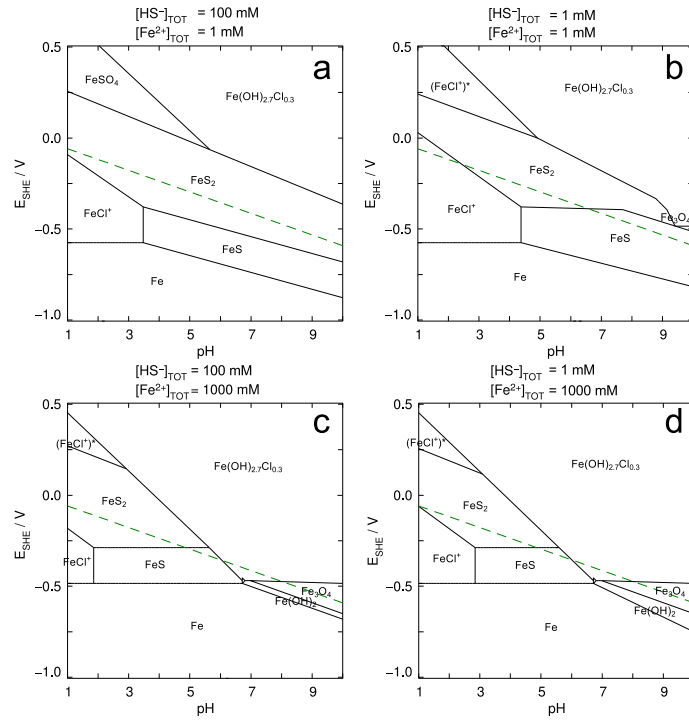 [HS⁻]TOT = 100 mM
[Fe²⁺]TOT = 1 mM
a
FeSO₄
Fe(OH)₂.₇Cl₀.₃
FeS₂
FeCl⁺
FeS
Fe
0.5
0.0
−0.5
−1.0
E_SHE / V
1 3 5 7 9
pH
[HS⁻]TOT = 1 mM
[Fe²⁺]TOT = 1 mM
b
(FeCl⁺)*
Fe(OH)₂.₇Cl₀.₃
FeS₂
Fe₃O₄
FeCl⁺
FeS
Fe
0.5
0.0
−0.5
−1.0
E_SHE / V
1 3 5 7 9
pH
[HS⁻]TOT = 100 mM
[Fe²⁺]TOT = 1000 mM
c
(FeCl⁺)*
Fe(OH)₂.₇Cl₀.₃
FeS₂
FeCl⁺
FeS
Fe₃O₄
Fe(OH)₂
Fe
0.5
0.0
−0.5
−1.0
E_SHE / V
1 3 5 7 9
pH
[HS⁻]TOT = 1 mM
[Fe²⁺]TOT = 1000 mM
d
(FeCl⁺)*
Fe(OH)₂.₇Cl₀.₃
FeS₂
FeCl⁺
FeS
Fe₃O₄
Fe(OH)₂
Fe
0.5
0.0
−0.5
−1.0
E_SHE / V
1 3 5 7 9
pH